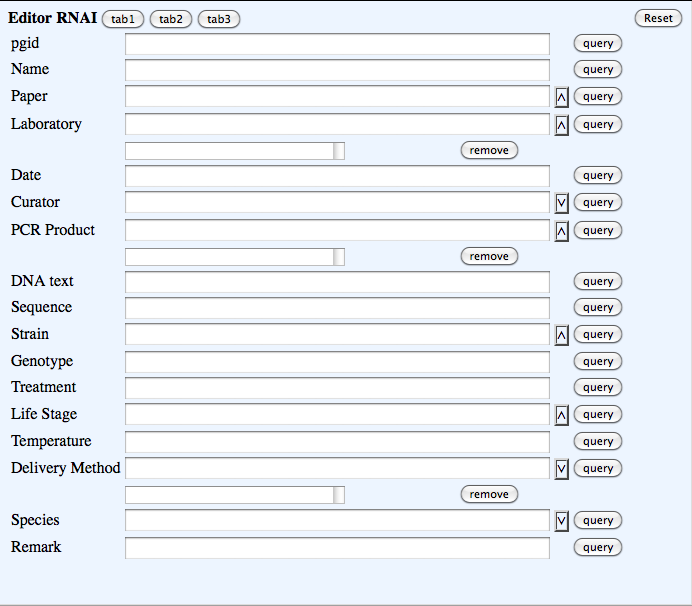 Editor RNAI tab1 tab2 tab3 Reset
pgid query
Name query
Paper ᐱ query
Laboratory ᐱ query
remove
Date query
Curator ᐯ query
PCR Product ᐱ query
remove
DNA text query
Sequence query
Strain ᐱ query
Genotype query
Treatment query
Life Stage ᐱ query
Temperature query
Delivery Method ᐯ query
remove
Species ᐯ query
Remark query